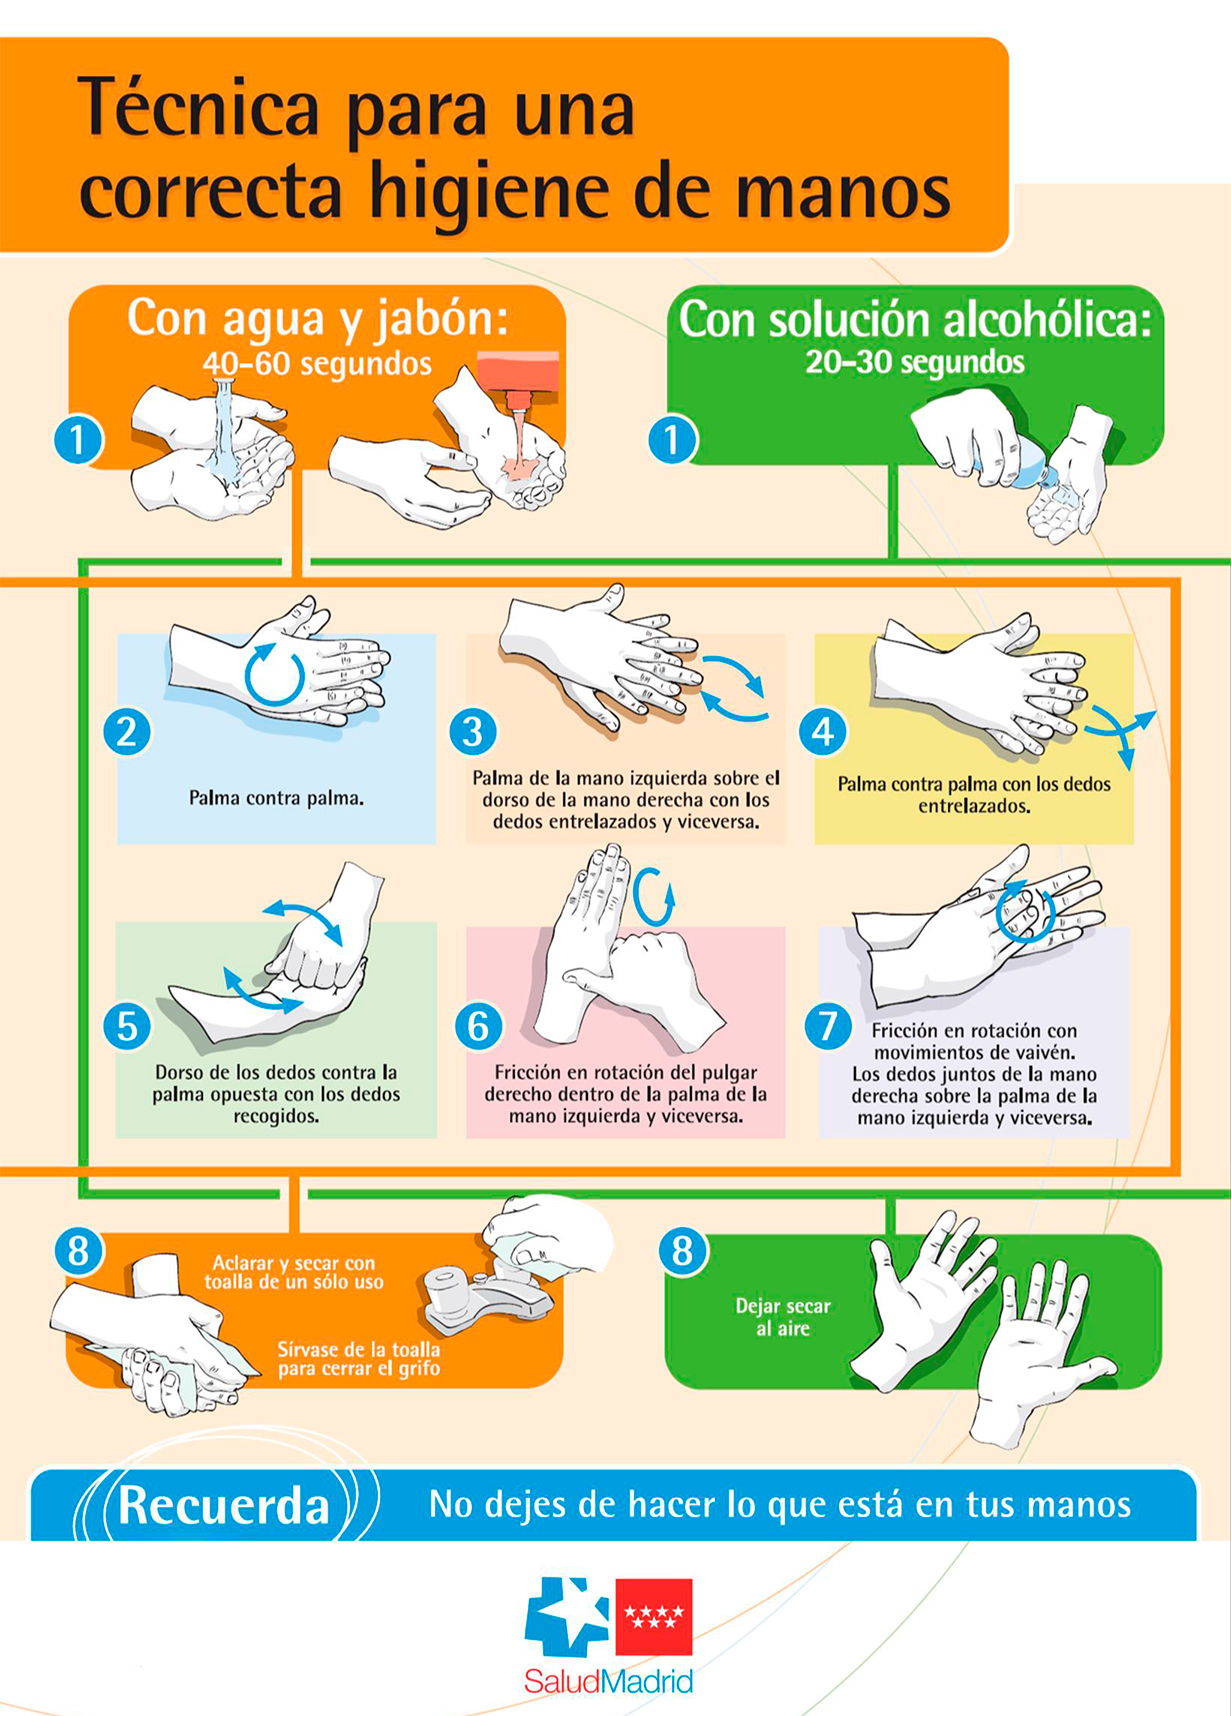 Técnica para una
correcta higiene de manos
Con agua y jabón:
40-60 segundos
1
Con solución alcohólica:
20-30 segundos
1
2
Palma contra palma.
3
Palma de la mano izquierda sobre el
dorso de la mano derecha con los
dedos entrelazados y viceversa.
4
Palma contra palma con los dedos
entrelazados.
5
Dorso de los dedos contra la
palma opuesta con los dedos
recogidos.
6
Fricción en rotación del pulgar
derecho dentro de la palma de la
mano izquierda y viceversa.
7
Fricción en rotación con
movimientos de vaivén.
Los dedos juntos de la mano
derecha sobre la palma de la
mano izquierda y viceversa.
8
Aclarar y secar con
toalla de un sólo uso
Sírvase de la toalla
para cerrar el grifo
8
Dejar secar
al aire
Recuerda
No dejes de hacer lo que está en tus manos
SaludMadrid